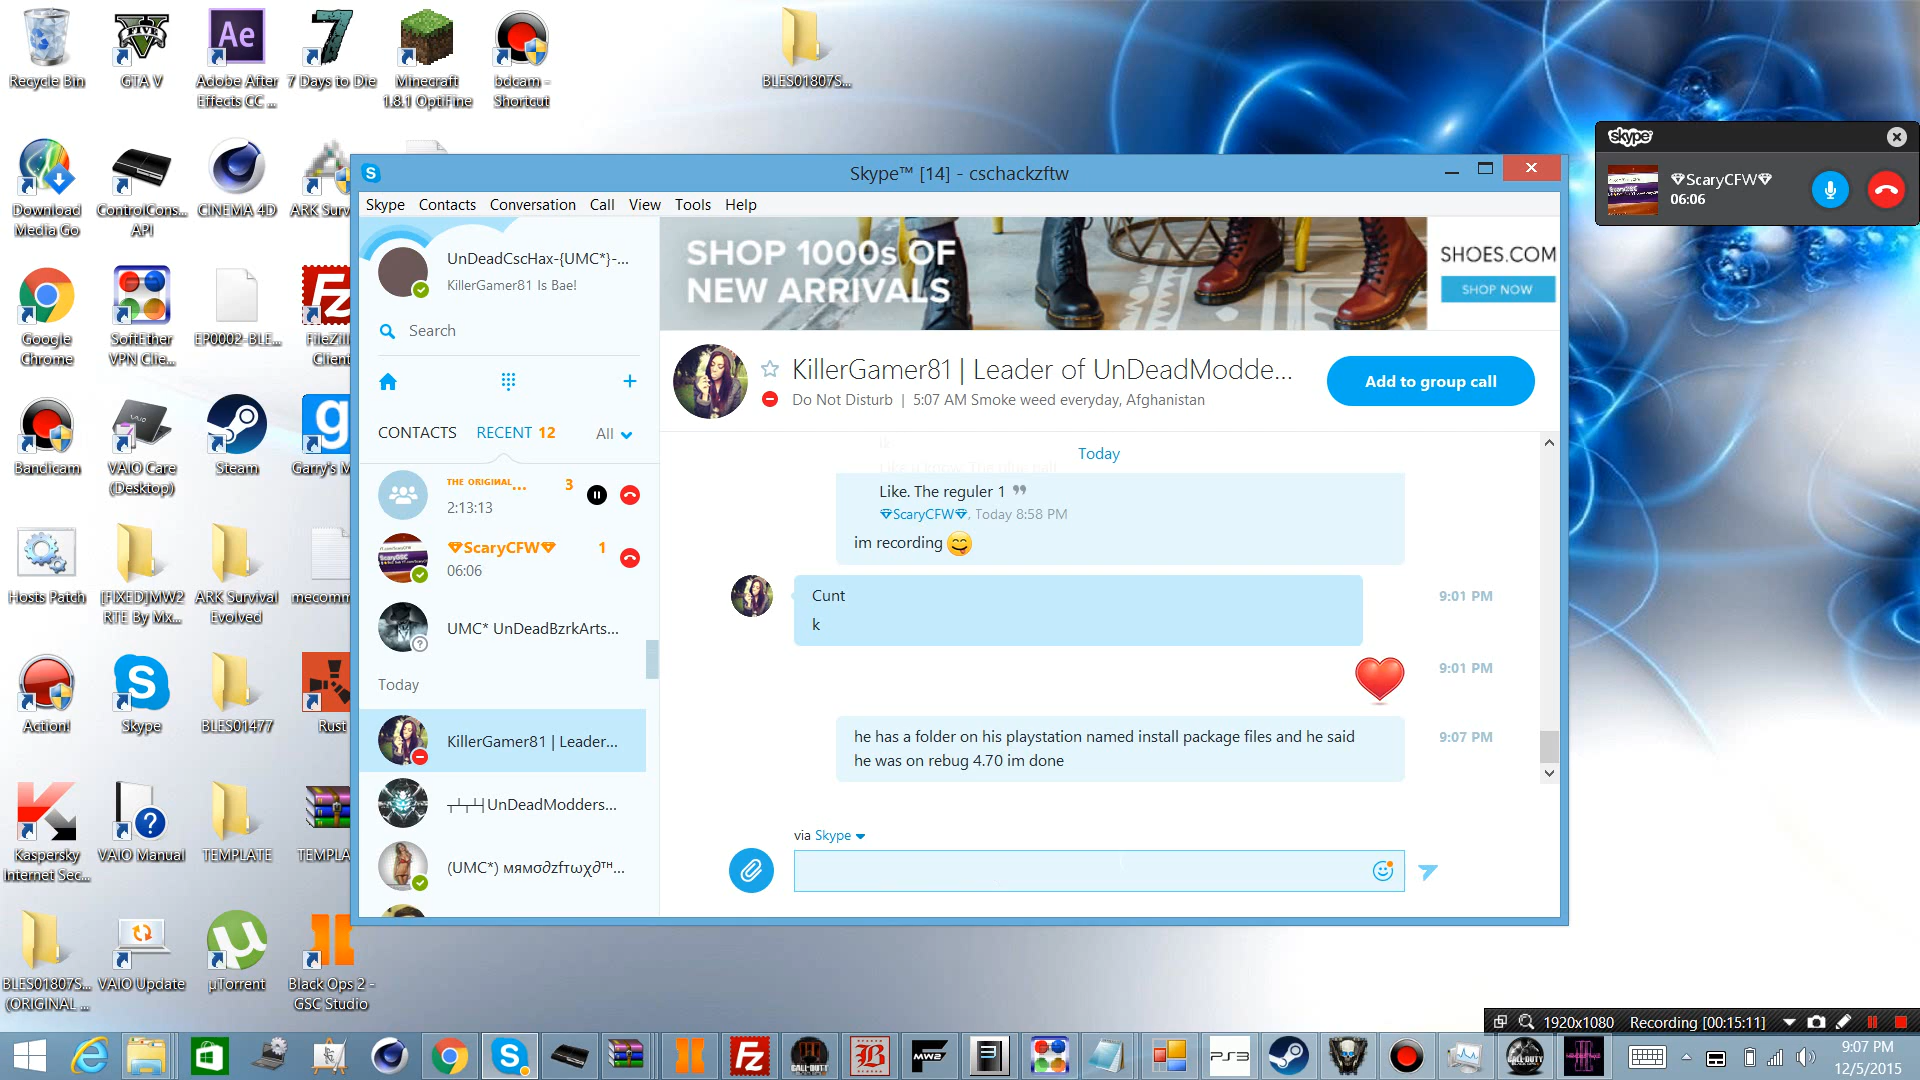 Recycle Bin
GTA V
Adobe After
Effects CC ...
7 Days to Die
Minecraft
1.8.1 OptiFine
bdcam -
Shortcut
BLES01807S...
Download
Media Go
ControlCons...
API
CINEMA 4D
ARK Surv
Google
Chrome
SoftEther
VPN Clie...
EP0002-BLE...
FileZill
Client
Bandicam
VAIO Care
(Desktop)
Steam
Garry's M
Hosts Patch
[FIXED]MW2
RTE By Mx...
ARK Survival
Evolved
mecomm
Action!
Skype
BLES01477
Rust
Kaspersky
Internet Sec...
VAIO Manual
TEMPLATE
TEMPLA
BLES01807S...
(ORIGINAL ...
VAIO Update
µTorrent
Black Ops 2 -
GSC Studio
Skype™ [14] - cschackzftw
Skype Contacts Conversation Call View Tools Help
UnDeadCscHax-{UMC*}-...
KillerGamer81 Is Bae!
Search
CONTACTS RECENT 12 All
THE ORIGINAL... 3
2:13:13
💎ScaryCFW💎 1
06:06
UMC* UnDeadBzrkArts...
Today
KillerGamer81 | Leader...
┬┴┬┴┤UnDeadModders...
(UMC*) мямσ∂zfтωχ∂ᵀᴴ...
SHOP 1000s OF
NEW ARRIVALS
SHOES.COM
SHOP NOW
KillerGamer81 | Leader of UnDeadModde...
Do Not Disturb | 5:07 AM Smoke weed everyday, Afghanistan
Add to group call
Today
Like. The reguler 1
💎ScaryCFW💎, Today 8:58 PM
im recording
Cunt 9:01 PM
k
9:01 PM
he has a folder on his playstation named install package files and he said 9:07 PM
he was on rebug 4.70 im done
via Skype
skype
💎ScaryCFW💎
06:06
1920x1080 Recording [00:15:11]
9:07 PM
12/5/2015